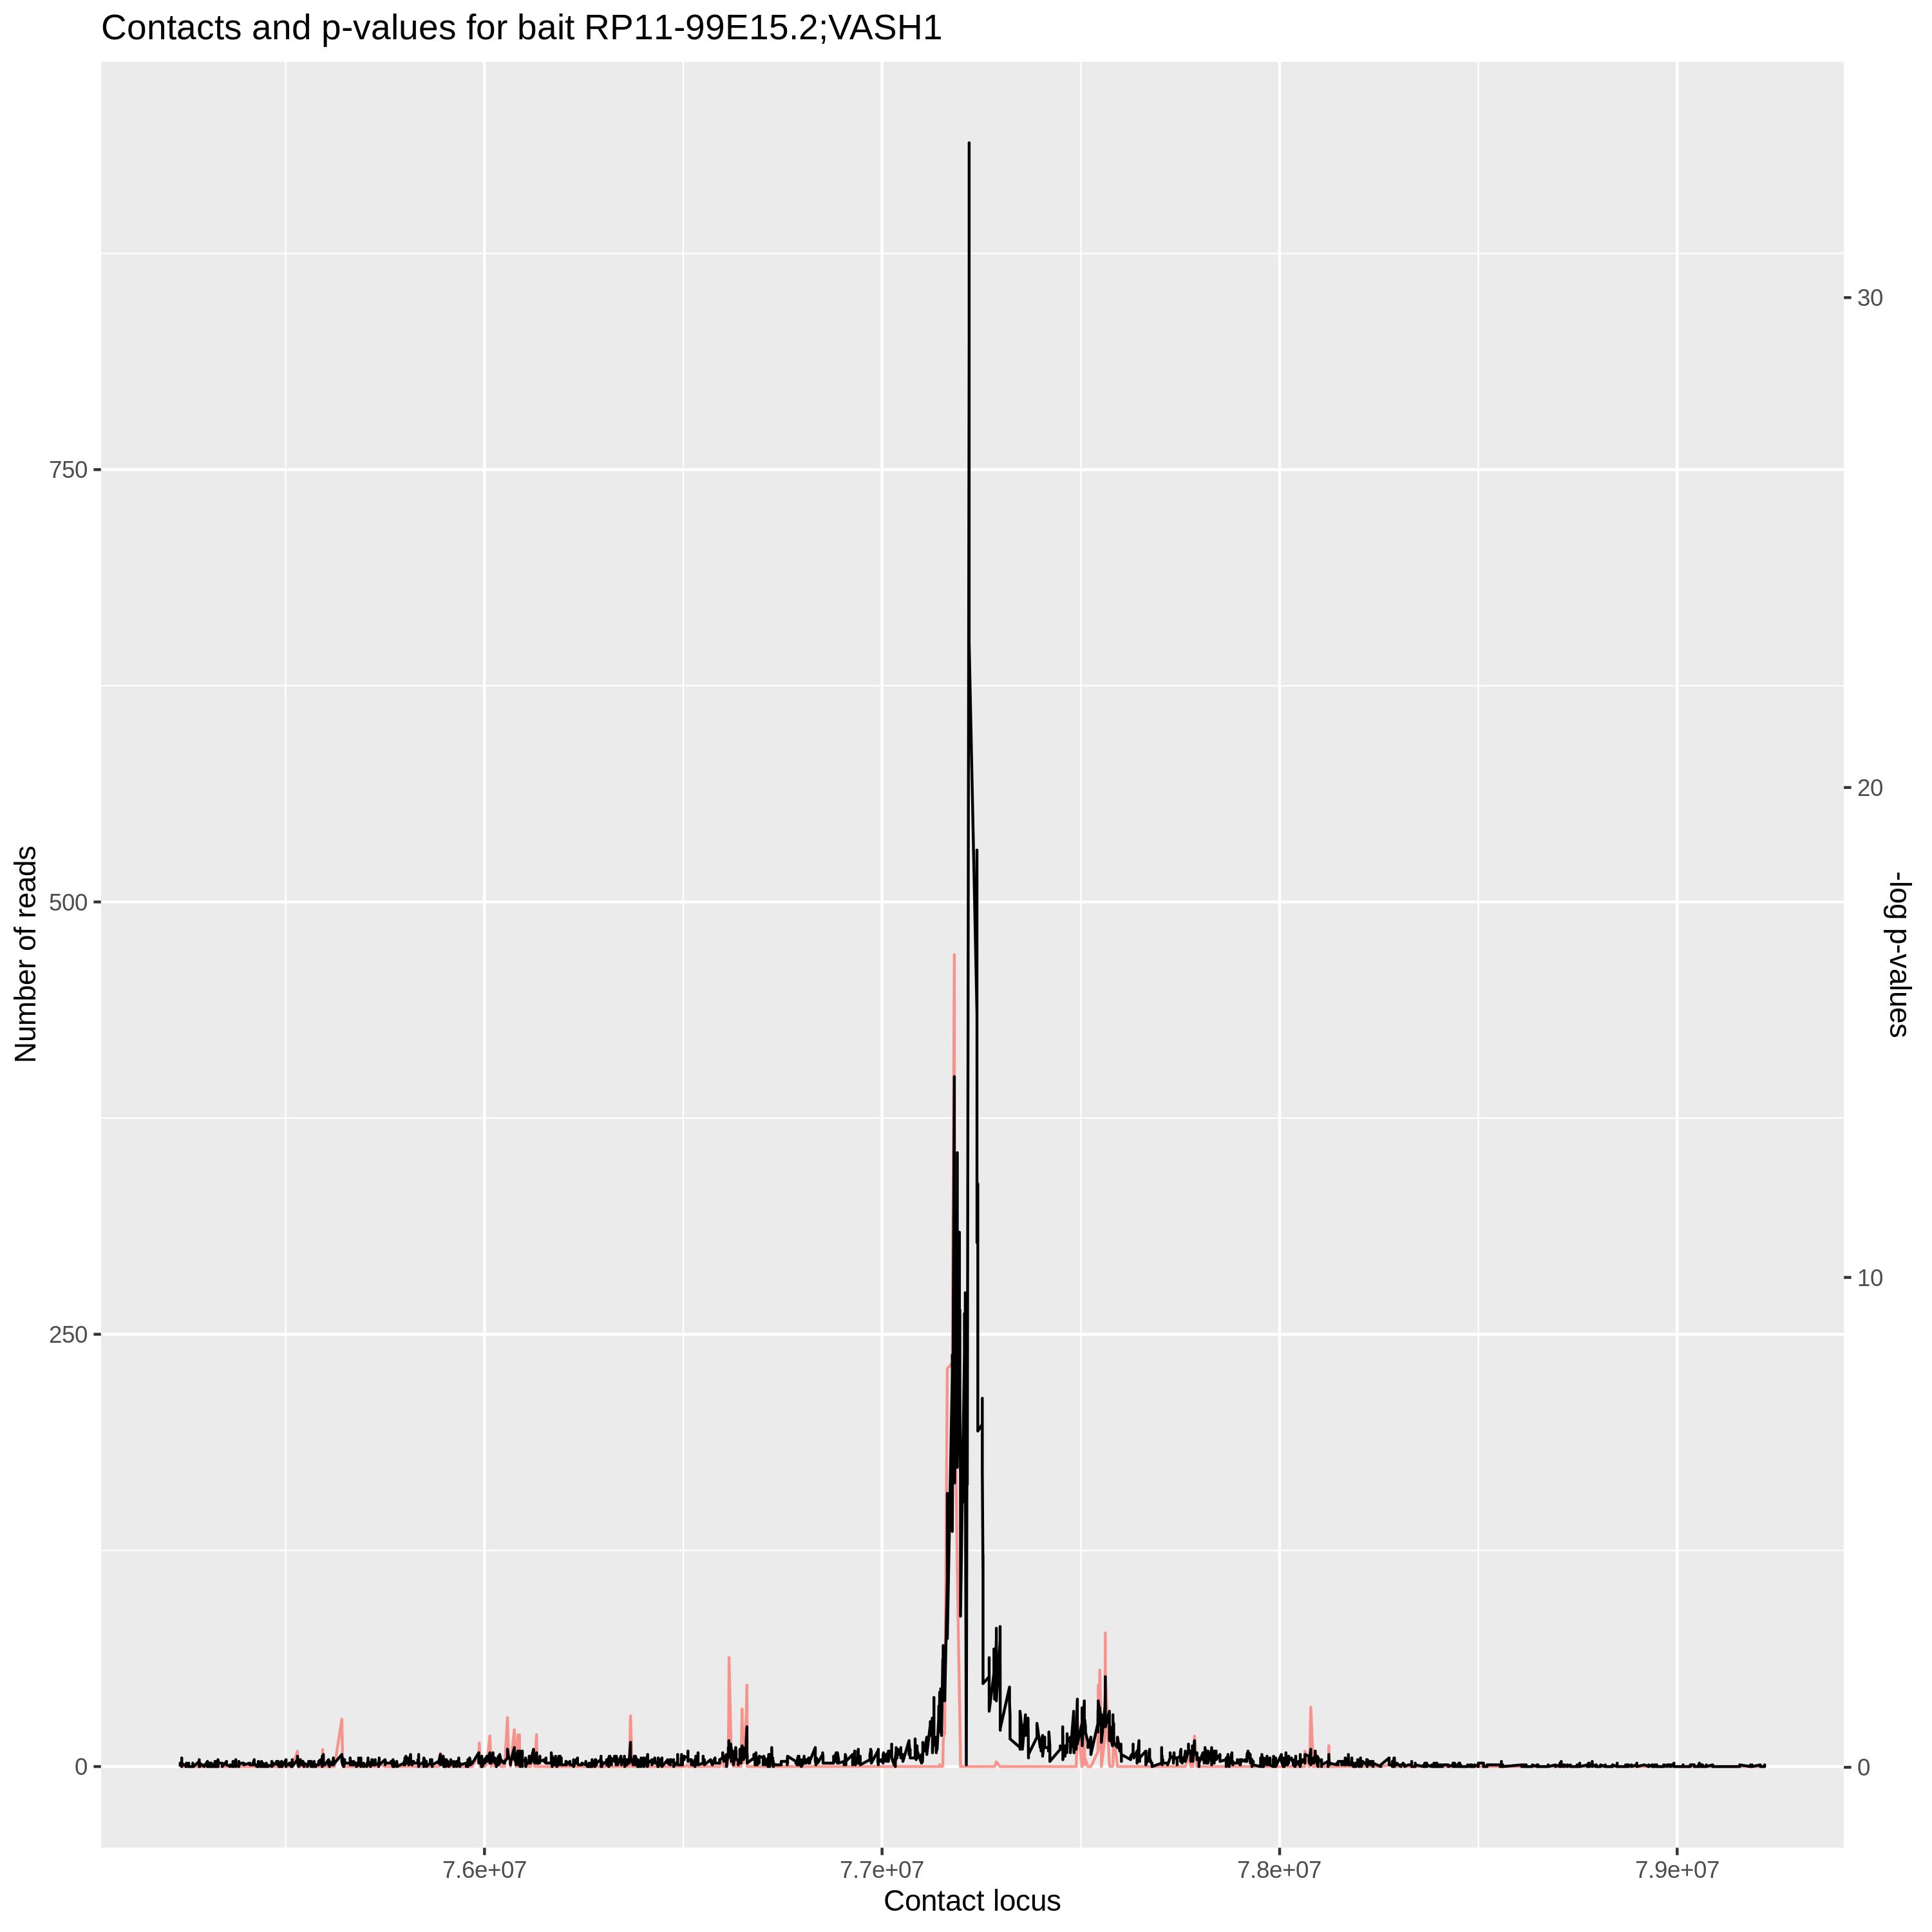 Contacts and p-values for bait RP11-99E15.2;VASH1
Number of reads
750
500
250
0
30
20
10
0
-log p-values
7.6e+07
7.7e+07
7.8e+07
7.9e+07
Contact locus